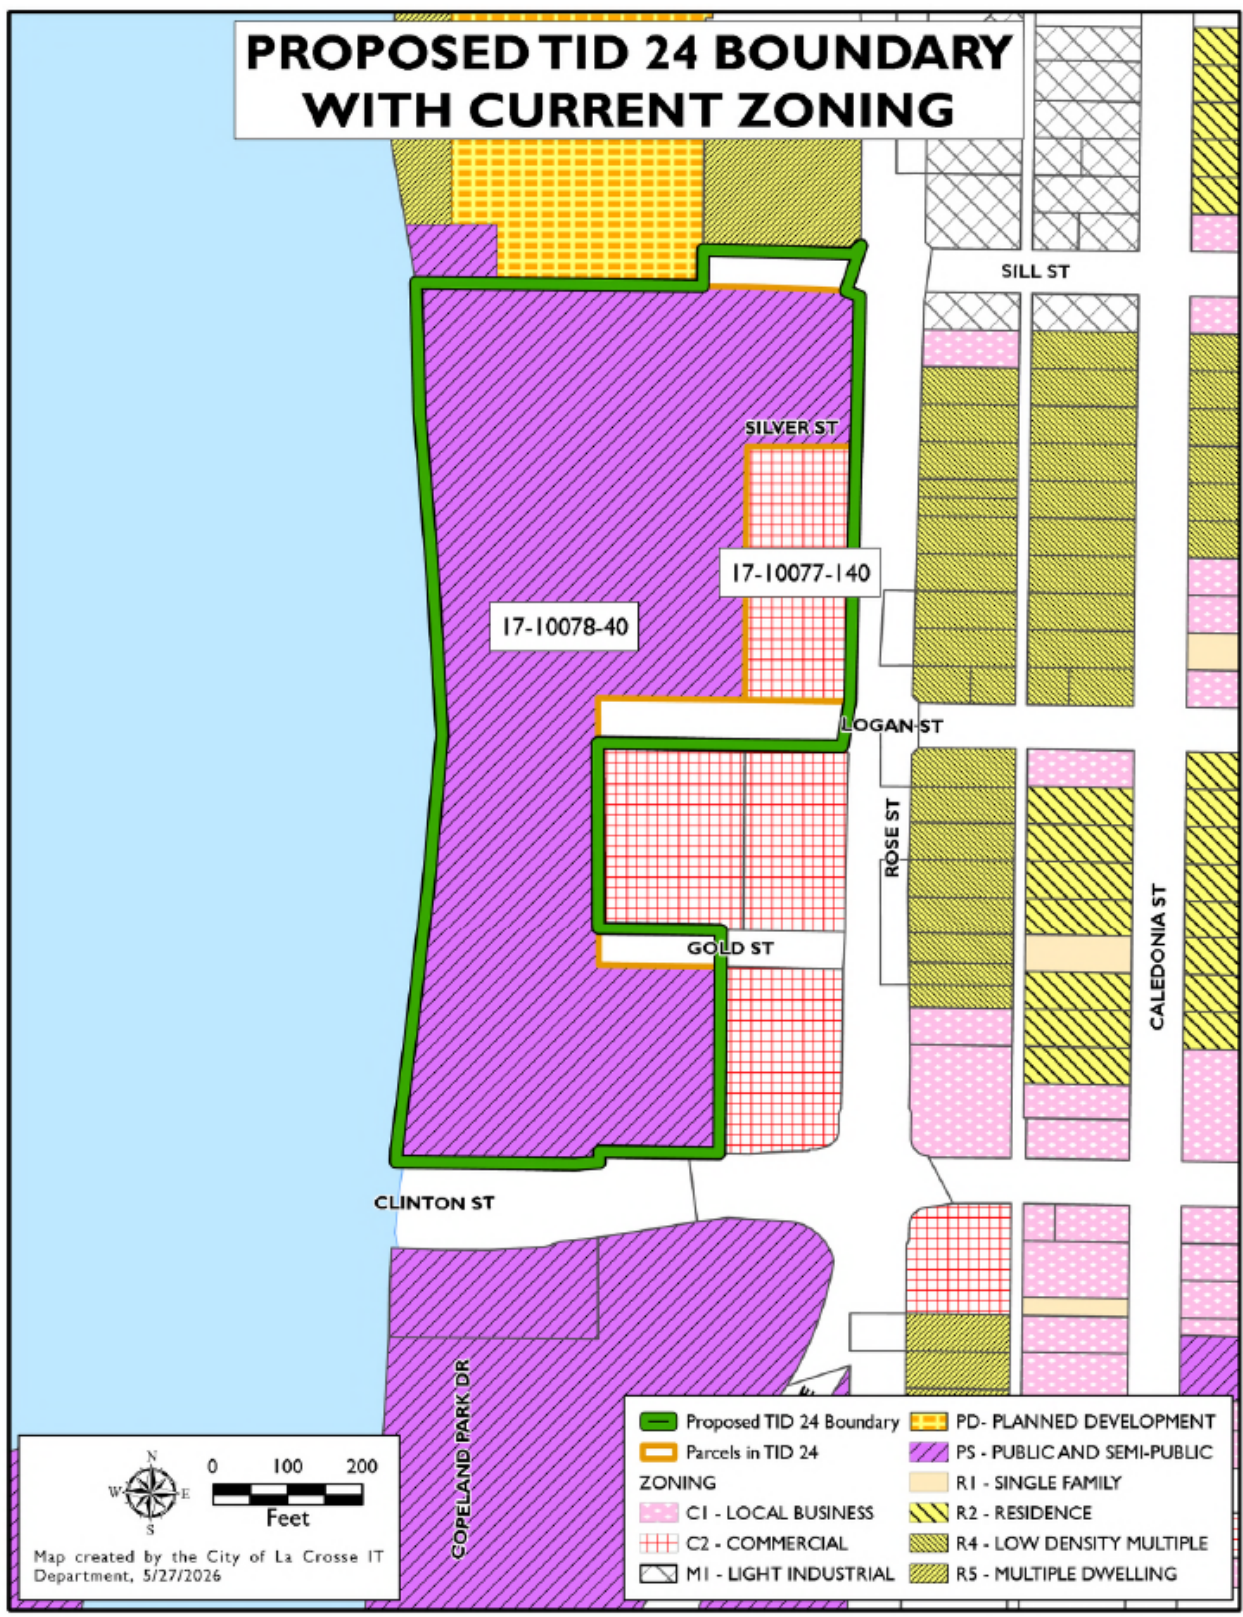 PROPOSED TID 24 BOUNDARY
WITH CURRENT ZONING
SILL ST
SILVER ST
17-10077-140
17-10078-40
LOGAN ST
ROSE ST
CALEDONIA ST
GOLD ST
CLINTON ST
COPELAND PARK DR
N
W E
S
0 100 200
Feet
Map created by the City of La Crosse IT
Department, 5/27/2026
Proposed TID 24 Boundary
Parcels in TID 24
ZONING
C1 - LOCAL BUSINESS
C2 - COMMERCIAL
M1 - LIGHT INDUSTRIAL
PD- PLANNED DEVELOPMENT
PS - PUBLIC AND SEMI-PUBLIC
R1 - SINGLE FAMILY
R2 - RESIDENCE
R4 - LOW DENSITY MULTIPLE
R5 - MULTIPLE DWELLING